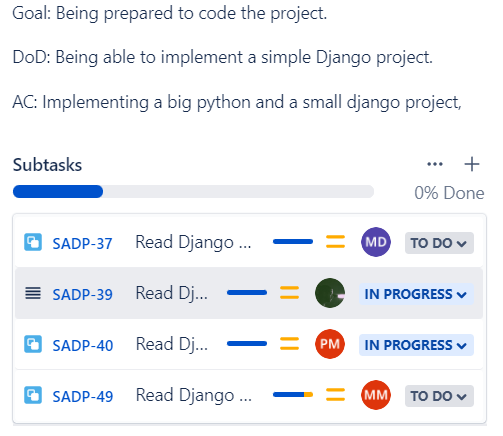 Goal: Being prepared to code the project.
DoD: Being able to implement a simple Django project.
AC: Implementing a big python and a small django project,
Subtasks
0% Done
SADP-37 Read Django ... MD TO DO
SADP-39 Read Dj... IN PROGRESS
SADP-40 Read Dj... PM IN PROGRESS
SADP-49 Read Django ... MM TO DO